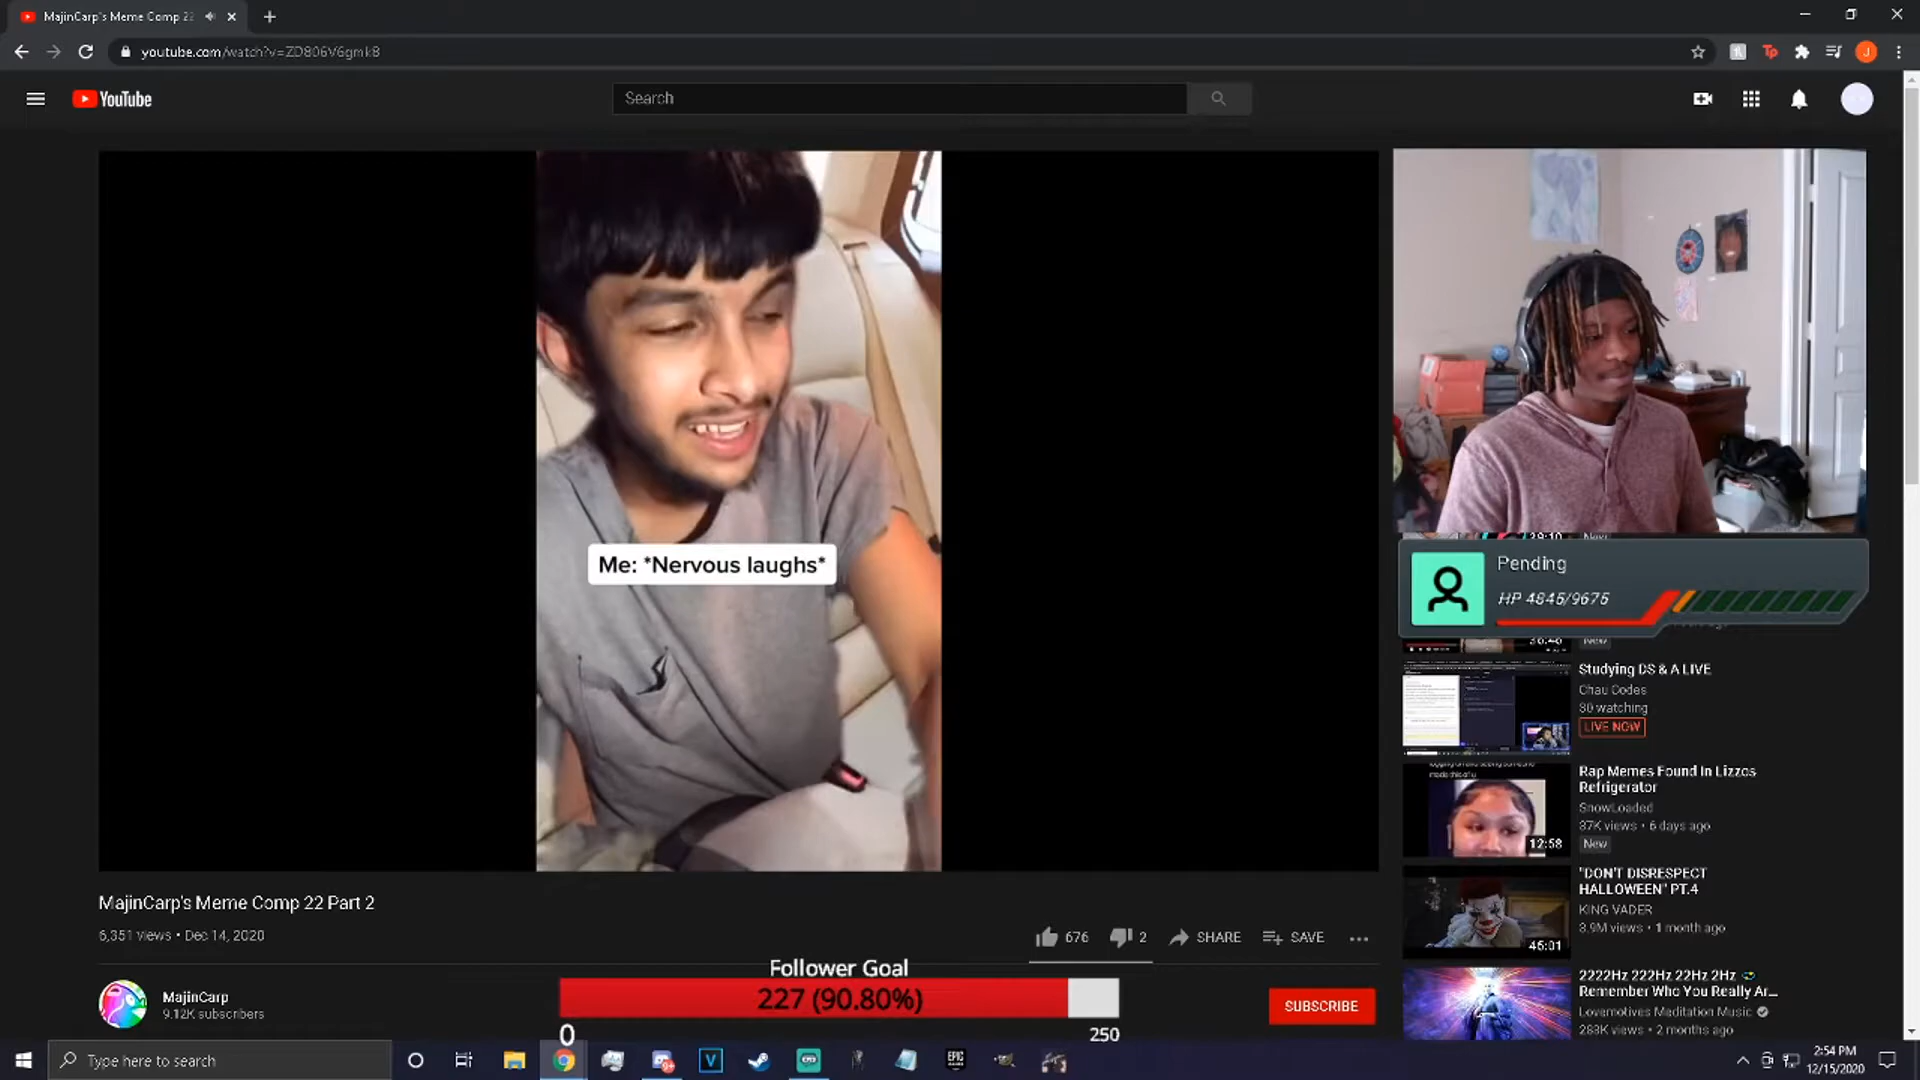 MajinCarp's Meme Comp 22
youtube.com/watch?v=ZD806V6gmk8
YouTube
Search
Me: *Nervous laughs*
Pending
HP 4845/9675
New
Studying DS & A LIVE
Chau Codes
30 watching
LIVE NOW
Rap Memes Found In Lizzos
Refrigerator
SnowLoaded
37K views • 6 days ago
New
12:58
"DON'T DISRESPECT
HALLOWEEN" PT.4
KING VADER
3.9M views • 1 month ago
45:01
2222Hz 222Hz 22Hz 2Hz
Remember Who You Really Ar...
Lovemotives Meditation Music
283K views • 2 months ago
MajinCarp's Meme Comp 22 Part 2
6,351 views • Dec 14, 2020
676
2
SHARE
SAVE
Follower Goal
227 (90.80%)
0
250
MajinCarp
9.12K subscribers
SUBSCRIBE
Type here to search
2:54 PM
12/15/2020